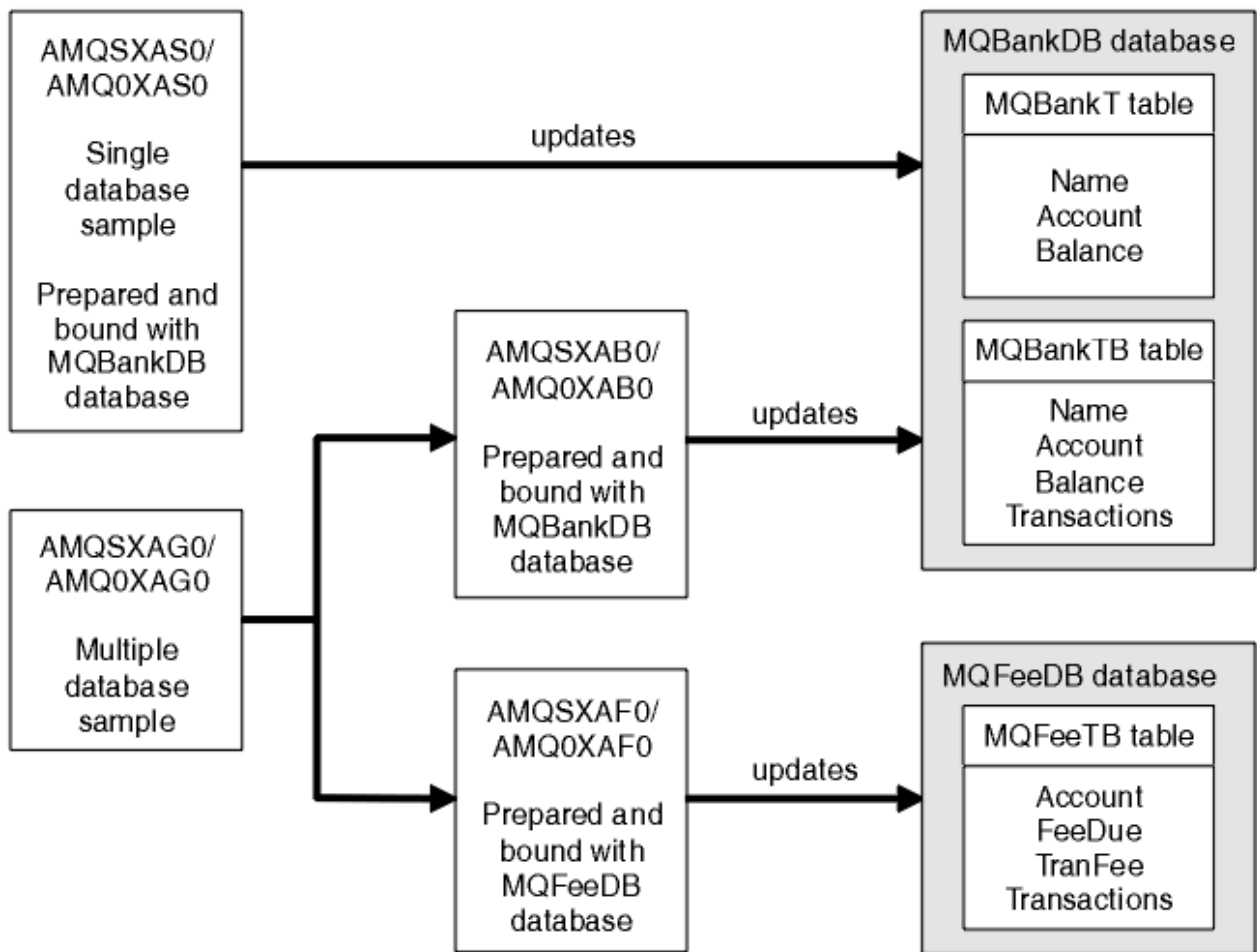 AMQSXAS0/
AMQ0XAS0
Single
database
sample
Prepared and
bound with
MQBankDB
database
updates
MQBankDB database
MQBankT table
Name
Account
Balance
MQBankTB table
Name
Account
Balance
Transactions
AMQSXAG0/
AMQ0XAG0
Multiple
database
sample
AMQSXAB0/
AMQ0XAB0
Prepared and
bound with
MQBankDB
database
updates
AMQSXAF0/
AMQ0XAF0
Prepared and
bound with
MQFeeDB
database
updates
MQFeeDB database
MQFeeTB table
Account
FeeDue
TranFee
Transactions